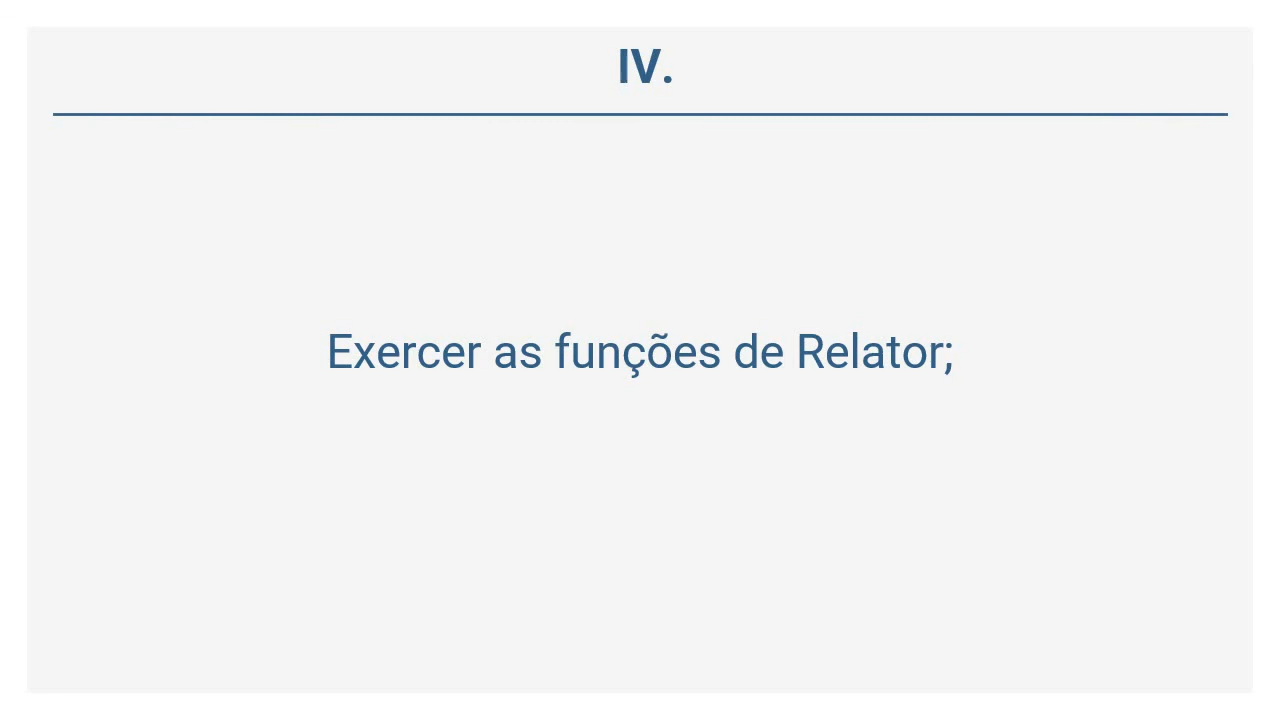 IV.
Exercer as funções de Relator;